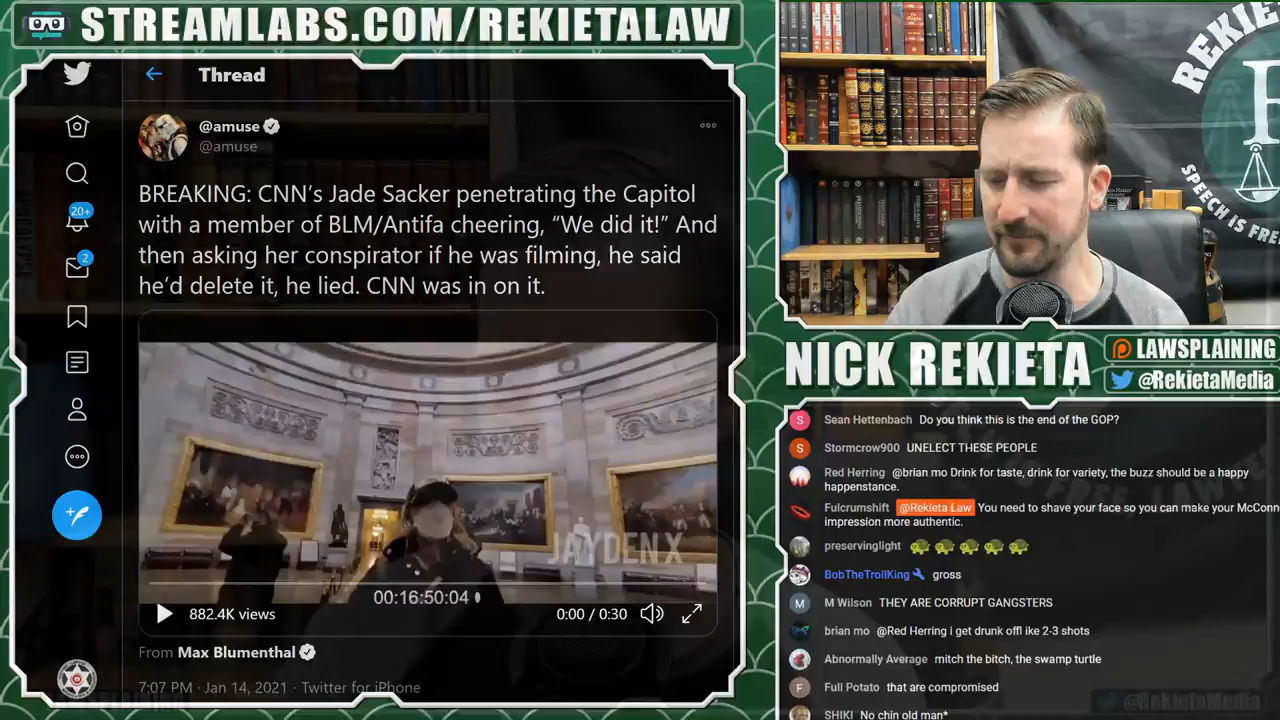 STREAMLABS.COM/REKIETALAW
Thread
@amuse
@amuse
BREAKING: CNN’s Jade Sacker penetrating the Capitol
with a member of BLM/Antifa cheering, “We did it!” And
then asking her conspirator if he was filming, he said
he’d delete it, he lied. CNN was in on it.
20+
2
JAYDEN X
00:16:50:04
882.4K views
0:00 / 0:30
From Max Blumenthal
7:07 PM · Jan 14, 2021 · Twitter for iPhone
REKIE
R
SPEECH IS FRE
NICK REKIETA
LAWSPLAINING
@RekietaMedia
S Sean Hettenbach Do you think this is the end of the GOP?
S Stormcrow900 UNELECT THESE PEOPLE
Red Herring @brian mo Drink for taste, drink for variety, the buzz should be a happy
happenstance.
Fulcrumshift @Rekieta Law You need to shave your face so you can make your McConn
impression more authentic.
preservinglight 🐢🐢🐢🐢🐢
BobTheTrollKing gross
M M Wilson THEY ARE CORRUPT GANGSTERS
brian mo @Red Herring i get drunk offl ike 2-3 shots
Abnormally Average mitch the bitch, the swamp turtle
F Full Potato that are compromised
SHIKI No chin old man*
@RekietaMedia